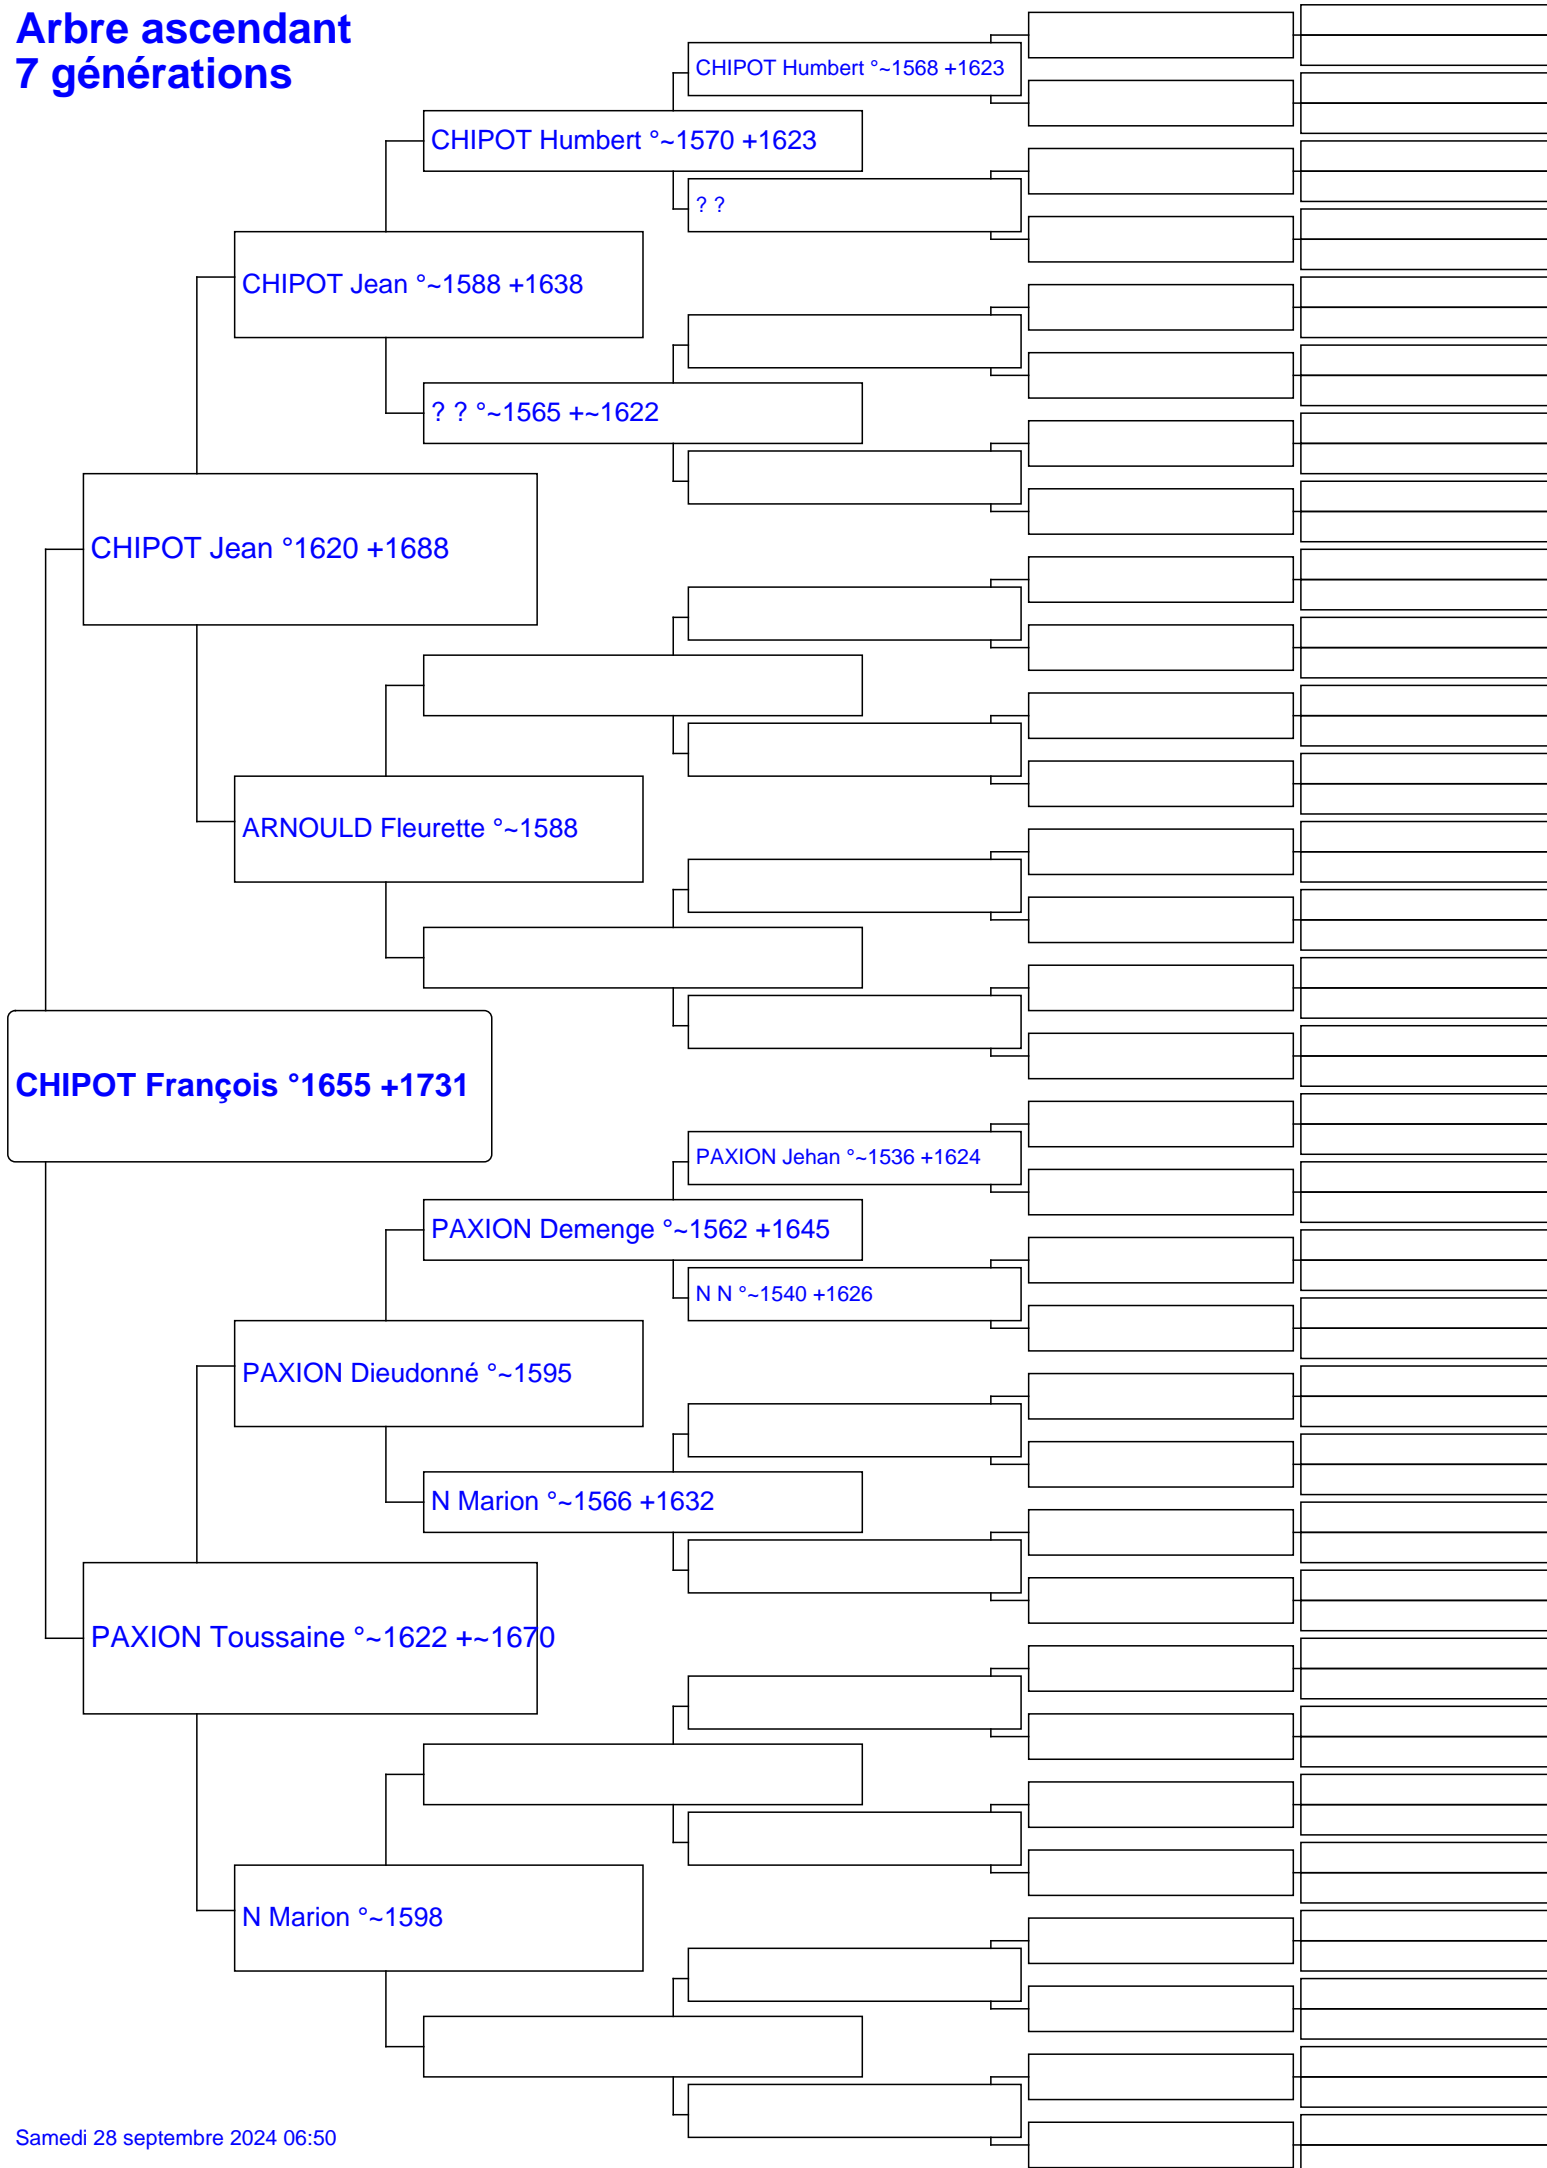 Arbre ascendant
7 générations
CHIPOT Humbert °~1568 +1623
CHIPOT Humbert °~1570 +1623
? ?
CHIPOT Jean °~1588 +1638
? ? °~1565 +~1622
CHIPOT Jean °1620 +1688
ARNOULD Fleurette °~1588
CHIPOT François °1655 +1731
PAXION Jehan °~1536 +1624
PAXION Demenge °~1562 +1645
N N °~1540 +1626
PAXION Dieudonné °~1595
N Marion °~1566 +1632
PAXION Toussaine °~1622 +~1670
N Marion °~1598
Samedi 28 septembre 2024 06:50